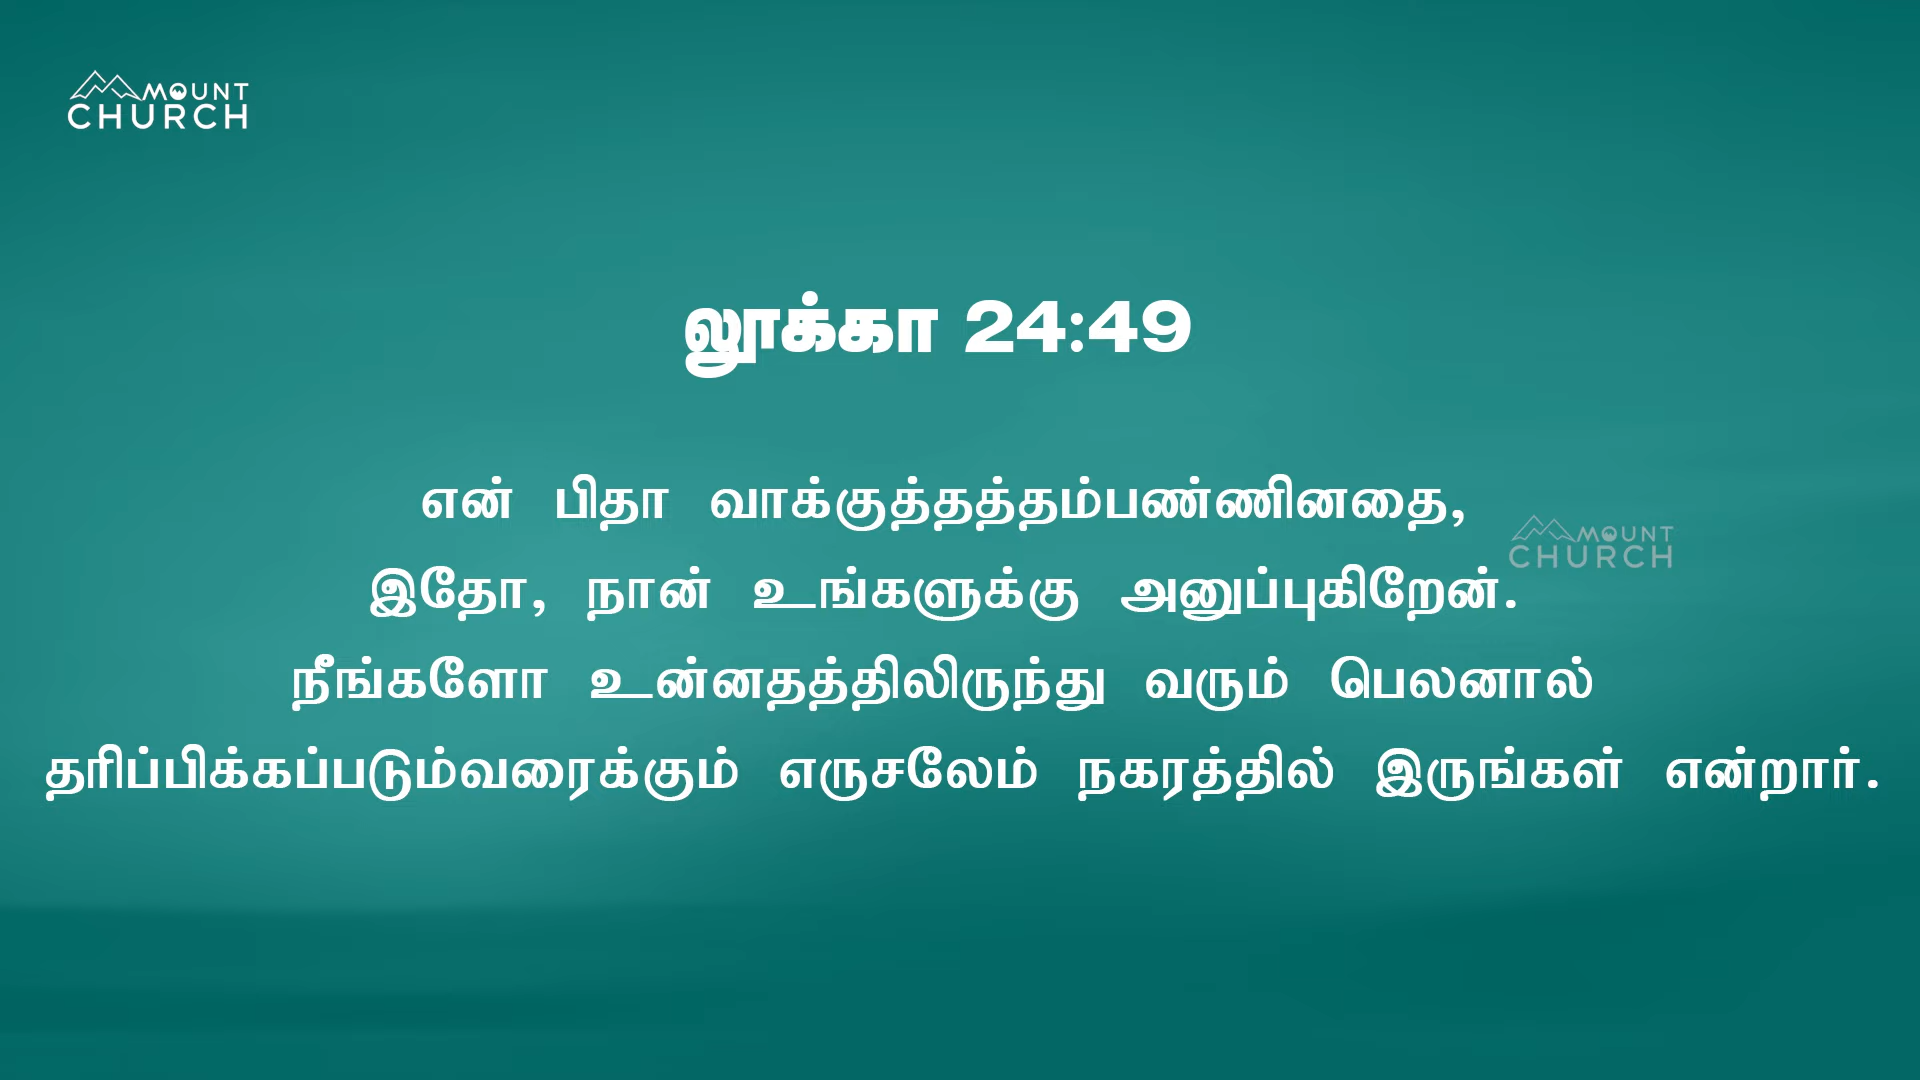 MOUNT
CHURCH
லூக்கா 24:49
என் பிதா வாக்குத்தத்தம்பண்ணினதை,
இதோ, நான் உங்களுக்கு அனுப்புகிறேன்.
நீங்களோ உன்னதத்திலிருந்து வரும் பெலனால்
தரிப்பிக்கப்படும்வரைக்கும் எருசலேம் நகரத்தில் இருங்கள் என்றார்.
MOUNT
CHURCH